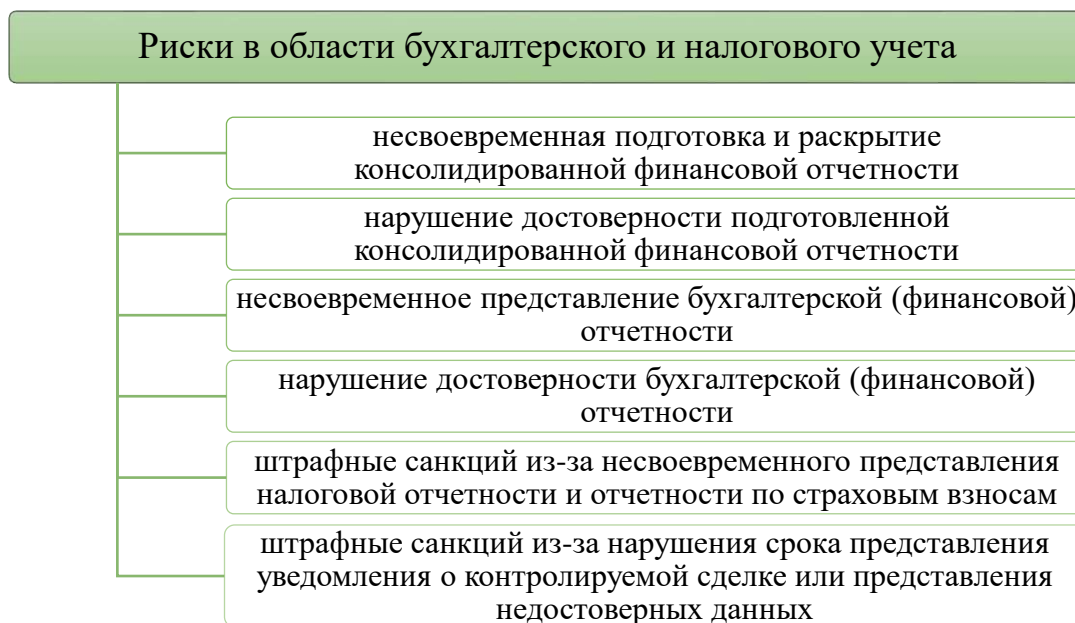 Риски в области бухгалтерского и налогового учета
несвоевременная подготовка и раскрытие
консолидированной финансовой отчетности
нарушение достоверности подготовленной
консолидированной финансовой отчетности
несвоевременное представление бухгалтерской (финансовой)
отчетности
нарушение достоверности бухгалтерской (финансовой)
отчетности
штрафные санкций из-за несвоевременного представления
налоговой отчетности и отчетности по страховым взносам
штрафные санкций из-за нарушения срока представления
уведомления о контролируемой сделке или представления
недостоверных данных